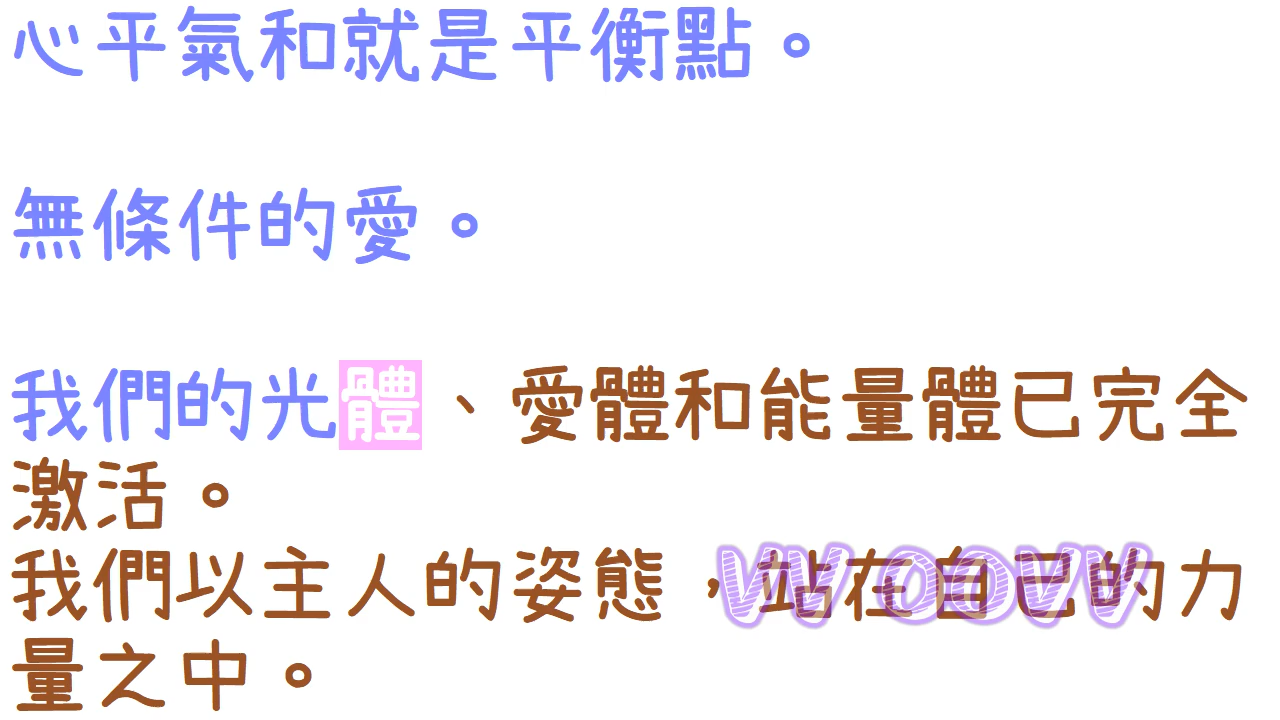 心平氣和就是平衡點。
無條件的愛。
我們的光體、愛體和能量體已完全
激活。
我們以主人的姿態，站在自己的力
量之中。